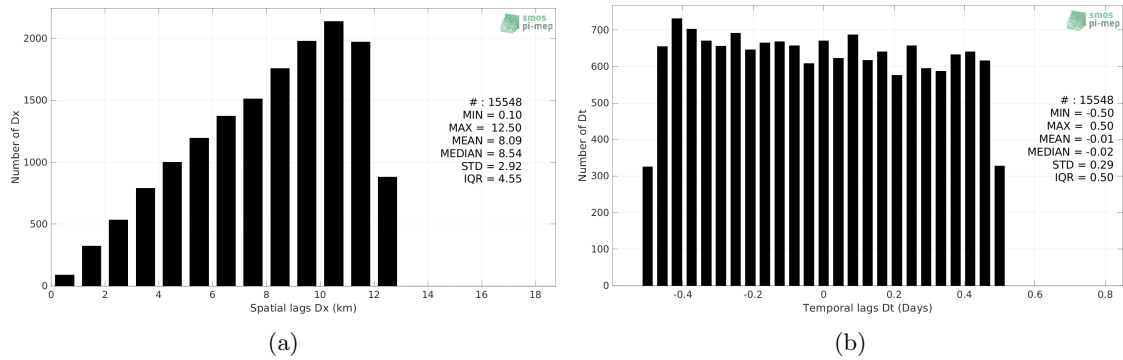 smos
pi-mep
2000
1500
1000
500
0
Number of Dx
# : 15548
MIN = 0.10
MAX = 12.50
MEAN = 8.09
MEDIAN = 8.54
STD = 2.92
IQR = 4.55
0 2 4 6 8 10 12 14 16 18
Spatial lags Dx (km)
(a)
smos
pi-mep
700
600
500
400
300
200
100
0
Number of Dt
# : 15548
MIN = -0.50
MAX = 0.50
MEAN = -0.01
MEDIAN = -0.02
STD = 0.29
IQR = 0.50
-0.4 -0.2 0 0.2 0.4 0.6 0.8
Temporal lags Dt (Days)
(b)